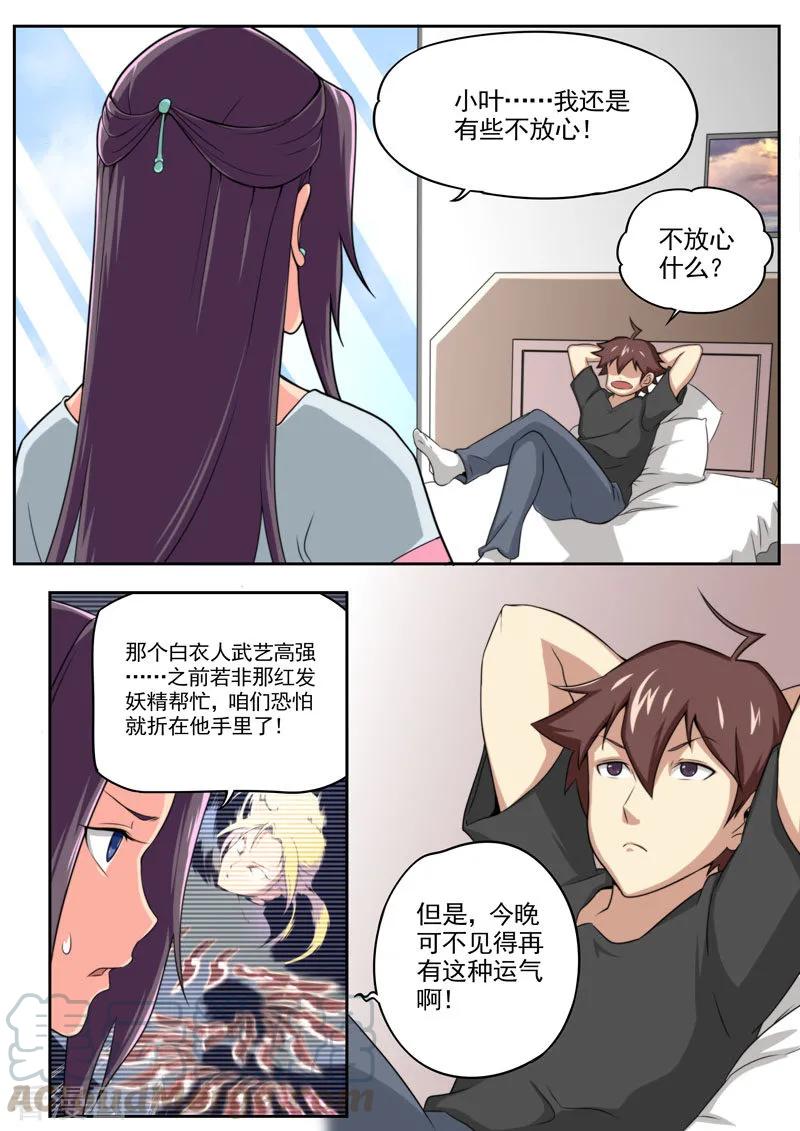 小叶……我还是
有些不放心！
不放心
什么？
那个白衣人武艺高强
……之前若非那红发
妖精帮忙，咱们恐怕
就折在他手里了！
但是，今晚
可不见得再
有这种运气
啊！